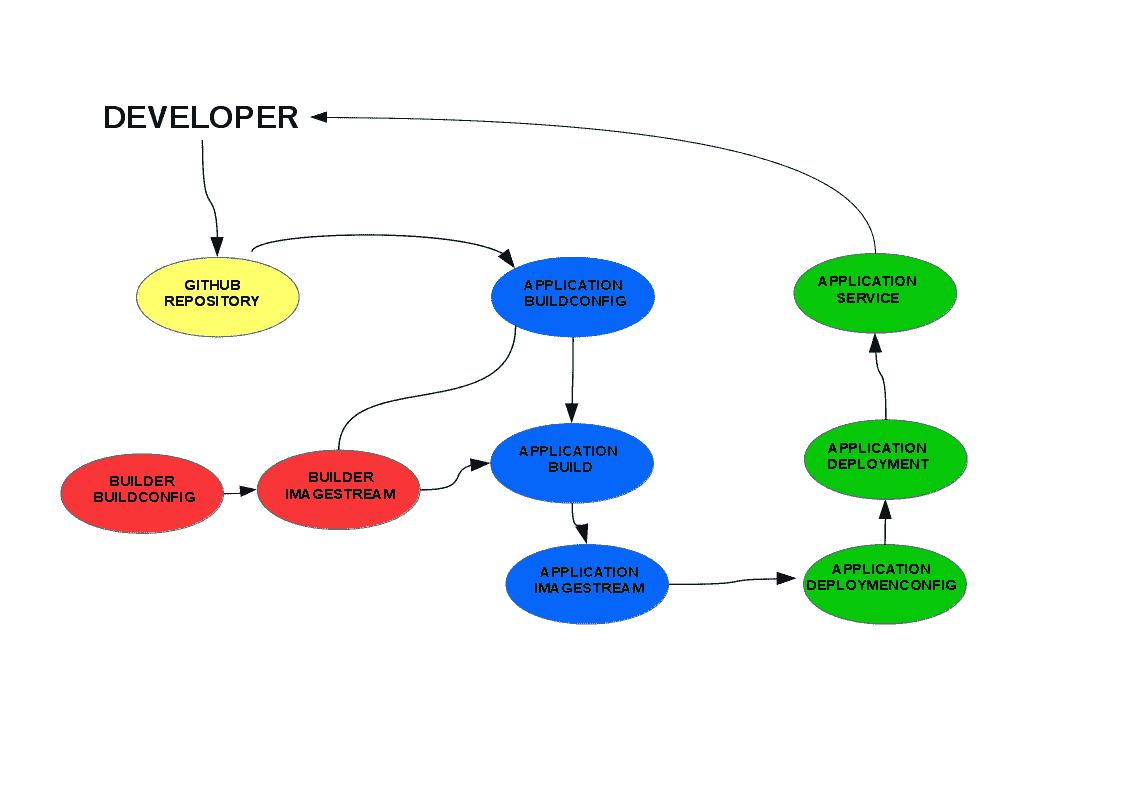 DEVELOPER
GITHUB
REPOSITORY
APPLICATION
BUILDCONFIG
APPLICATION
SERVICE
BUILDER
BUILDCONFIG
BUILDER
IMAGESTREAM
APPLICATION
BUILD
APPLICATION
DEPLOYMENT
APPLICATION
IMAGESTREAM
APPLICATION
DEPLOYMENCONFIG